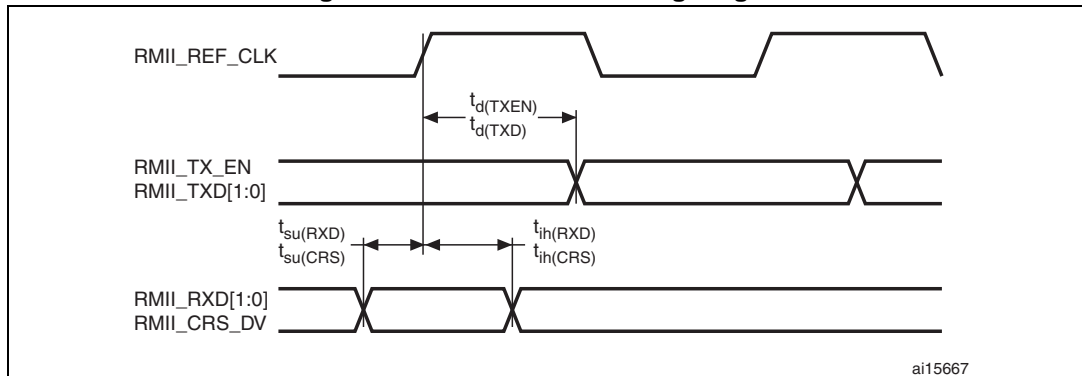 RMII_REF_CLK
td(TXEN)
td(TXD)
RMII_TX_EN
RMII_TXD[1:0]
tsu(RXD)
tsu(CRS)
tih(RXD)
tih(CRS)
RMII_RXD[1:0]
RMII_CRS_DV
ai15667